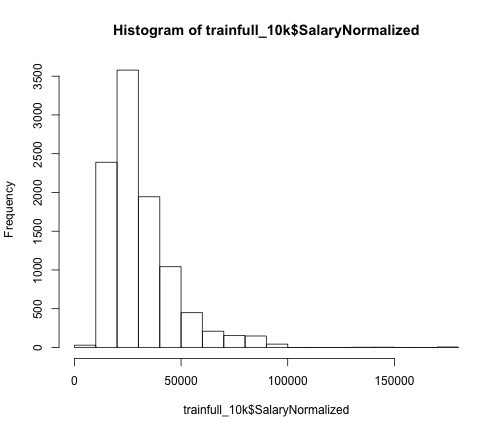 Histogram of trainfull_10k$SalaryNormalized
Frequency
3500
3000
2500
2000
1500
1000
500
0
0 50000 100000 150000
trainfull_10k$SalaryNormalized